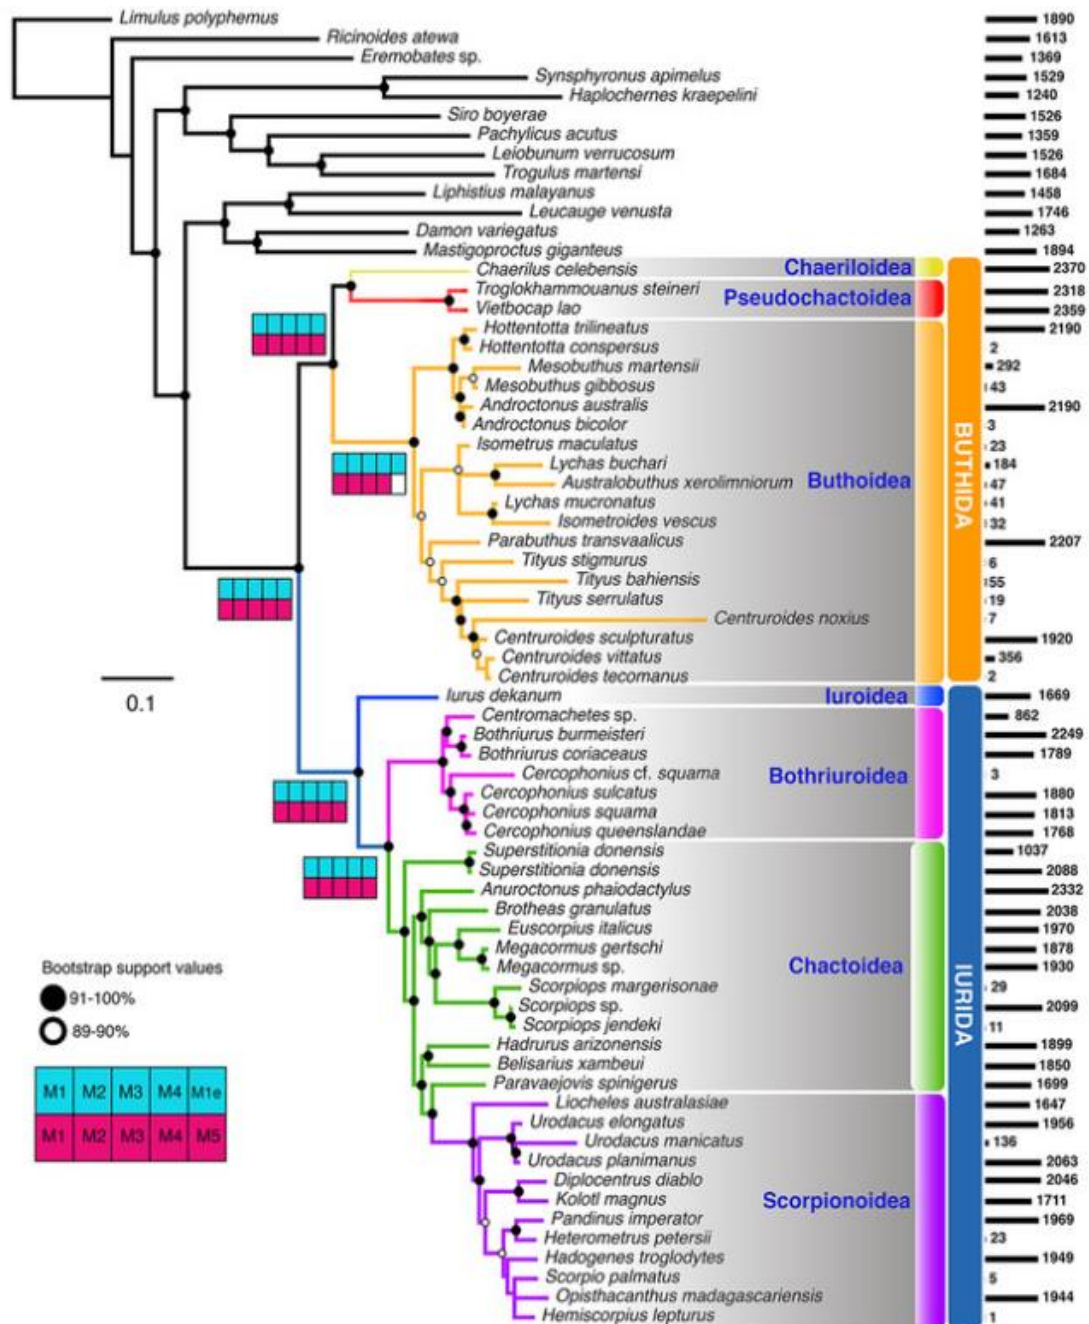 Limulus polyphemus 1890
Ricinoides atewa 1613
Eremobates sp. 1369
Synsphyronus apimelus 1529
Haplochernes kraepelini 1240
Siro boyerae 1526
Pachylicus acutus 1359
Leiobunum verrucosum 1526
Trogulus martensi 1684
Liphistius malayanus 1458
Leucauge venusta 1746
Damon variegatus 1263
Mastigoproctus giganteus 1894
Chaerilus celebensis Chaeriloidea 2370
Troglokhammouanus steineri 2318
Pseudochactoidea
Vietbocap lao 2359
Hottentotta trilineatus 2190
Hottentotta conspersus 2
Mesobuthus martensii 292
Mesobuthus gibbosus 43
Androctonus australis 2190
Androctonus bicolor 3
Isometrus maculatus 23
Lychas buchari 184
Australobuthus xerolimniorum Buthoidea 47
Lychas mucronatus 41
Isometroides vescus 32
Parabuthus transvaalicus 2207
Tityus stigmurus 6
Tityus bahiensis 55
Tityus serrulatus 19
Centruroides noxius 7
Centruroides sculpturatus 1920
Centruroides vittatus 356
Centruroides tecomanus 2
BUTHIDA
0.1
Iurus dekanum Iuroidea 1669
Centromachetes sp. 862
Bothriurus burmeisteri 2249
Bothriurus coriaceaus 1789
Cercophonius cf. squama Bothriuroidea 3
Cercophonius sulcatus 1880
Cercophonius squama 1813
Cercophonius queenslandae 1768
Superstitionia donensis 1037
Superstitionia donensis 2088
Anuroctonus phaiodactylus 2332
Brotheas granulatus 2038
Euscorpius italicus 1970
Megacormus gertschi 1878
Megacormus sp. Chactoidea 1930
Scorpiops margerisonae 29
Scorpiops sp. 2099
Scorpiops jendeki 11
Hadrurus arizonensis 1899
Belisarius xambeui 1850
Paravaejovis spinigerus 1699
Liocheles australasiae 1647
Urodacus elongatus 1956
Urodacus manicatus 136
Urodacus planimanus 2063
Diplocentrus diablo 2046
Kolotl magnus Scorpionoidea 1711
Pandinus imperator 1969
Heterometrus petersii 23
Hadogenes troglodytes 1949
Scorpio palmatus 5
Opisthacanthus madagascariensis 1944
Hemiscorpius lepturus 1
IURIDA
Bootstrap support values
91-100%
89-90%
M1 M2 M3 M4 M1e
M1 M2 M3 M4 M5